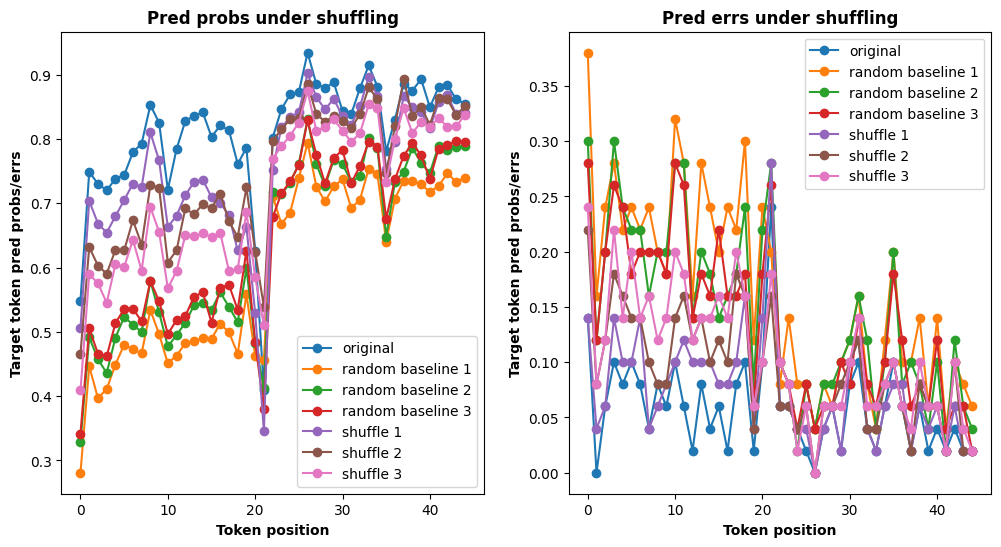 Pred probs under shuffling
Target token pred probs/errs
0.9
0.8
0.7
0.6
0.5
0.4
0.3
original
random baseline 1
random baseline 2
random baseline 3
shuffle 1
shuffle 2
shuffle 3
0 10 20 30 40
Token position
Pred errs under shuffling
Target token pred probs/errs
0.35
0.30
0.25
0.20
0.15
0.10
0.05
0.00
original
random baseline 1
random baseline 2
random baseline 3
shuffle 1
shuffle 2
shuffle 3
0 10 20 30 40
Token position